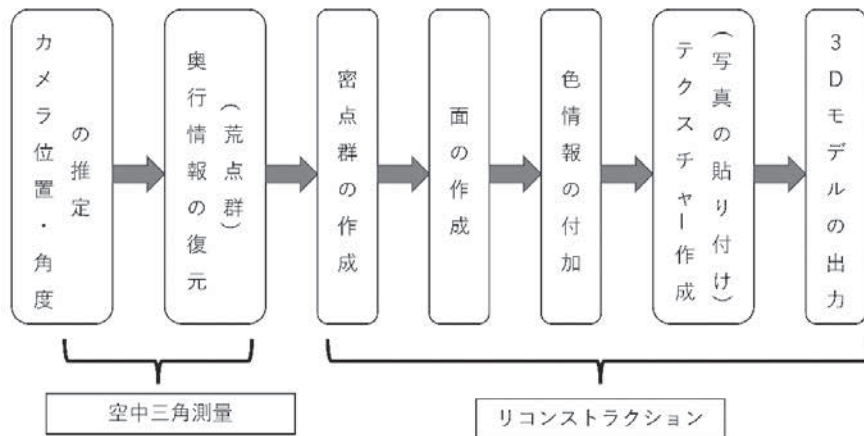 カメラ位置・角度
の推定
奥行情報の復元
(荒点群)
密点群の作成
面の作成
色情報の付加
テクスチャー作成
(写真の貼り付け)
3Dモデルの出力
空中三角測量
リコンストラクション